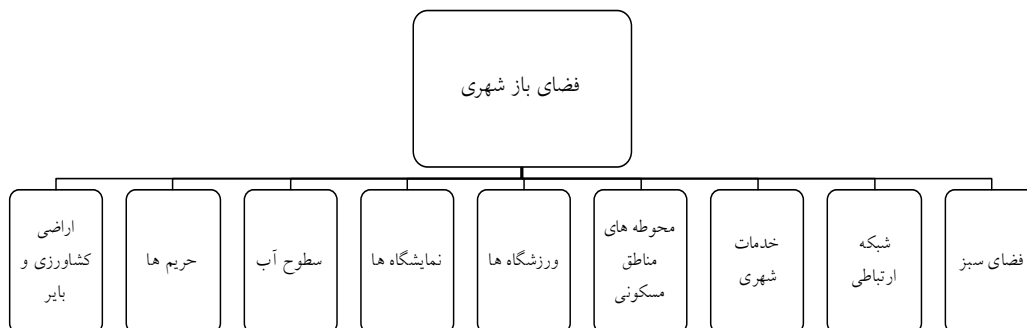 فضای باز شهری
فضای سبز
شبکه
ارتباطی
خدمات
شهری
محوطه های
مناطق
مسکونی
ورزشگاه ها
نمایشگاه ها
سطوح آب
حریم ها
اراضی
کشاورزی و
بایر